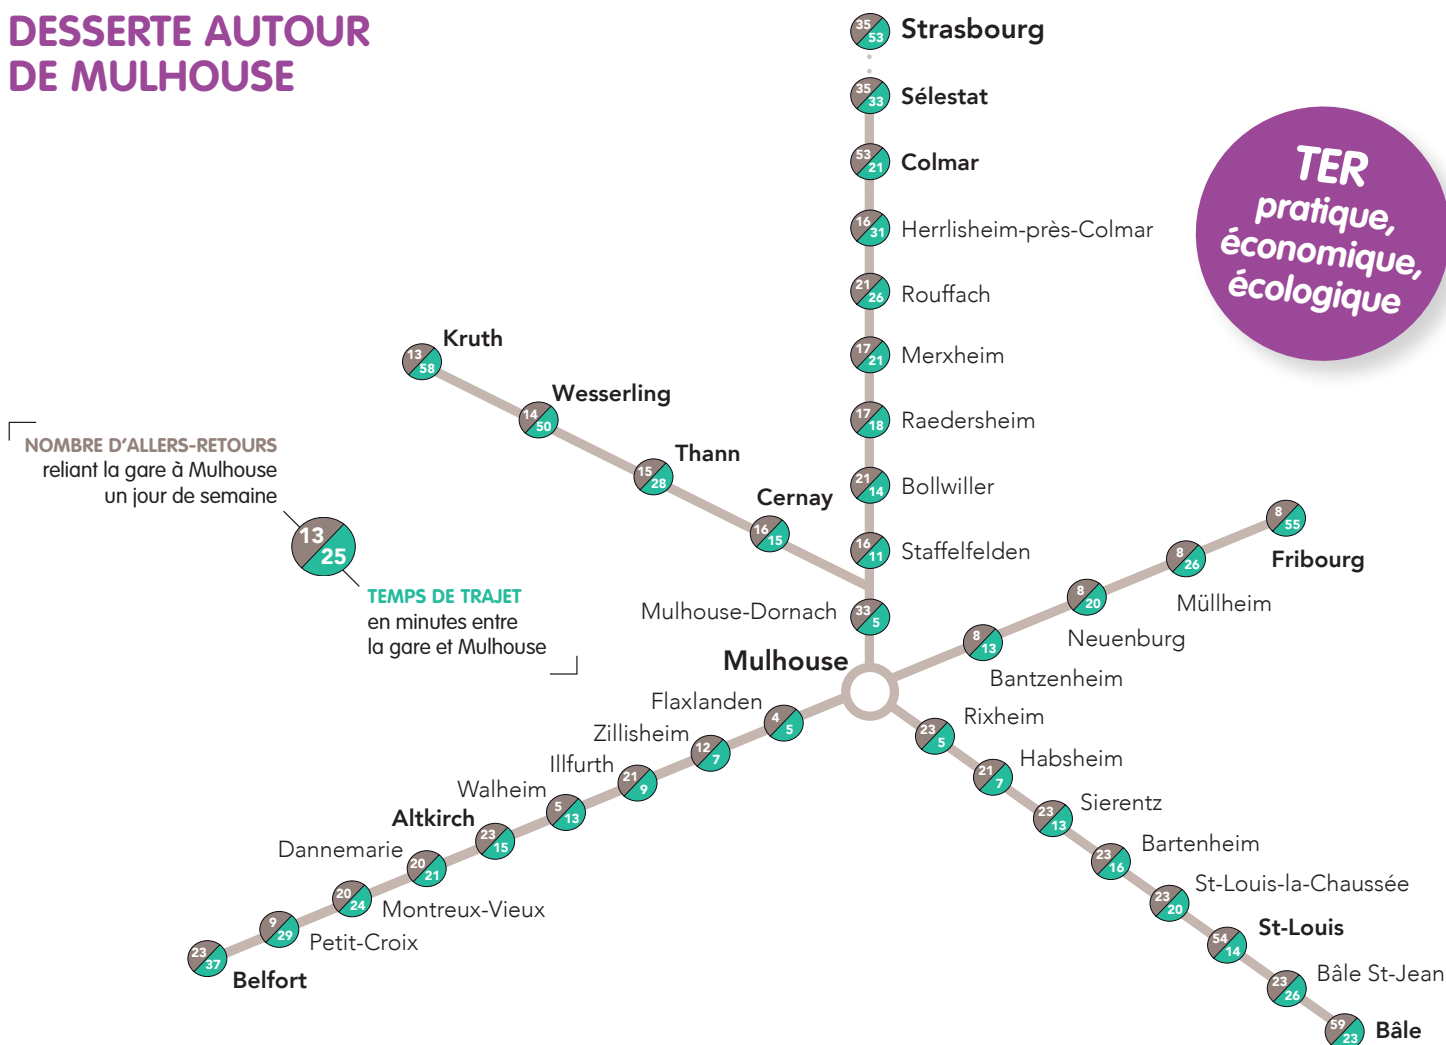 DESSERTE AUTOUR
DE MULHOUSE
35
53
Strasbourg
35
33
Sélestat
53
21
Colmar
16
31
Herrlisheim-près-Colmar
21
26
Rouffach
17
21
Merxheim
17
18
Raedersheim
21
14
Bollwiller
16
11
Staffelfelden
Mulhouse-Dornach
33
5
Mulhouse
TER
pratique,
économique,
écologique
Kruth
13
58
Wesserling
14
50
Thann
15
28
Cernay
16
15
NOMBRE D'ALLERS-RETOURS
reliant la gare à Mulhouse
un jour de semaine
13
25
TEMPS DE TRAJET
en minutes entre
la gare et Mulhouse
8
55
Fribourg
8
26
Müllheim
8
20
Neuenburg
8
13
Bantzenheim
Flaxlanden
4
5
Zillisheim
12
7
Illfurth
21
9
Walheim
5
13
Altkirch
23
15
Dannemarie
20
21
20
24
Montreux-Vieux
9
29
Petit-Croix
23
37
Belfort
Rixheim
23
5
Habsheim
21
7
Sierentz
23
13
Bartenheim
23
16
St-Louis-la-Chaussée
23
20
St-Louis
54
14
Bâle St-Jean
23
26
59
23
Bâle